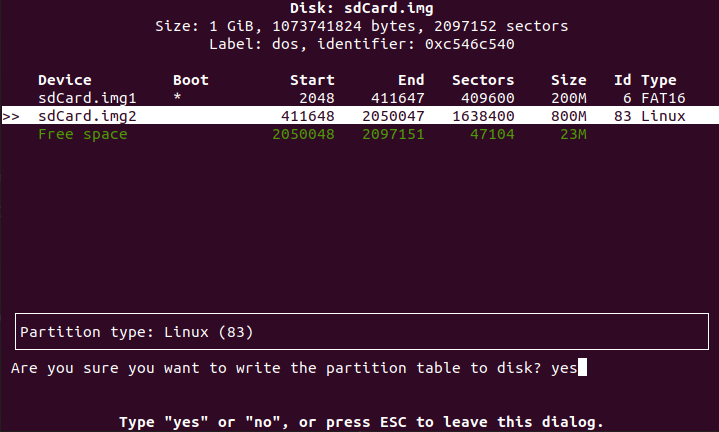 Disk: sdCard.img
Size: 1 GiB, 1073741824 bytes, 2097152 sectors
Label: dos, identifier: 0xc546c540
Device Boot Start End Sectors Size Id Type
sdCard.img1 * 2048 411647 409600 200M 6 FAT16
>> sdCard.img2 411648 2050047 1638400 800M 83 Linux
Free space 2050048 2097151 47104 23M
Partition type: Linux (83)
Are you sure you want to write the partition table to disk? yes
Type "yes" or "no", or press ESC to leave this dialog.